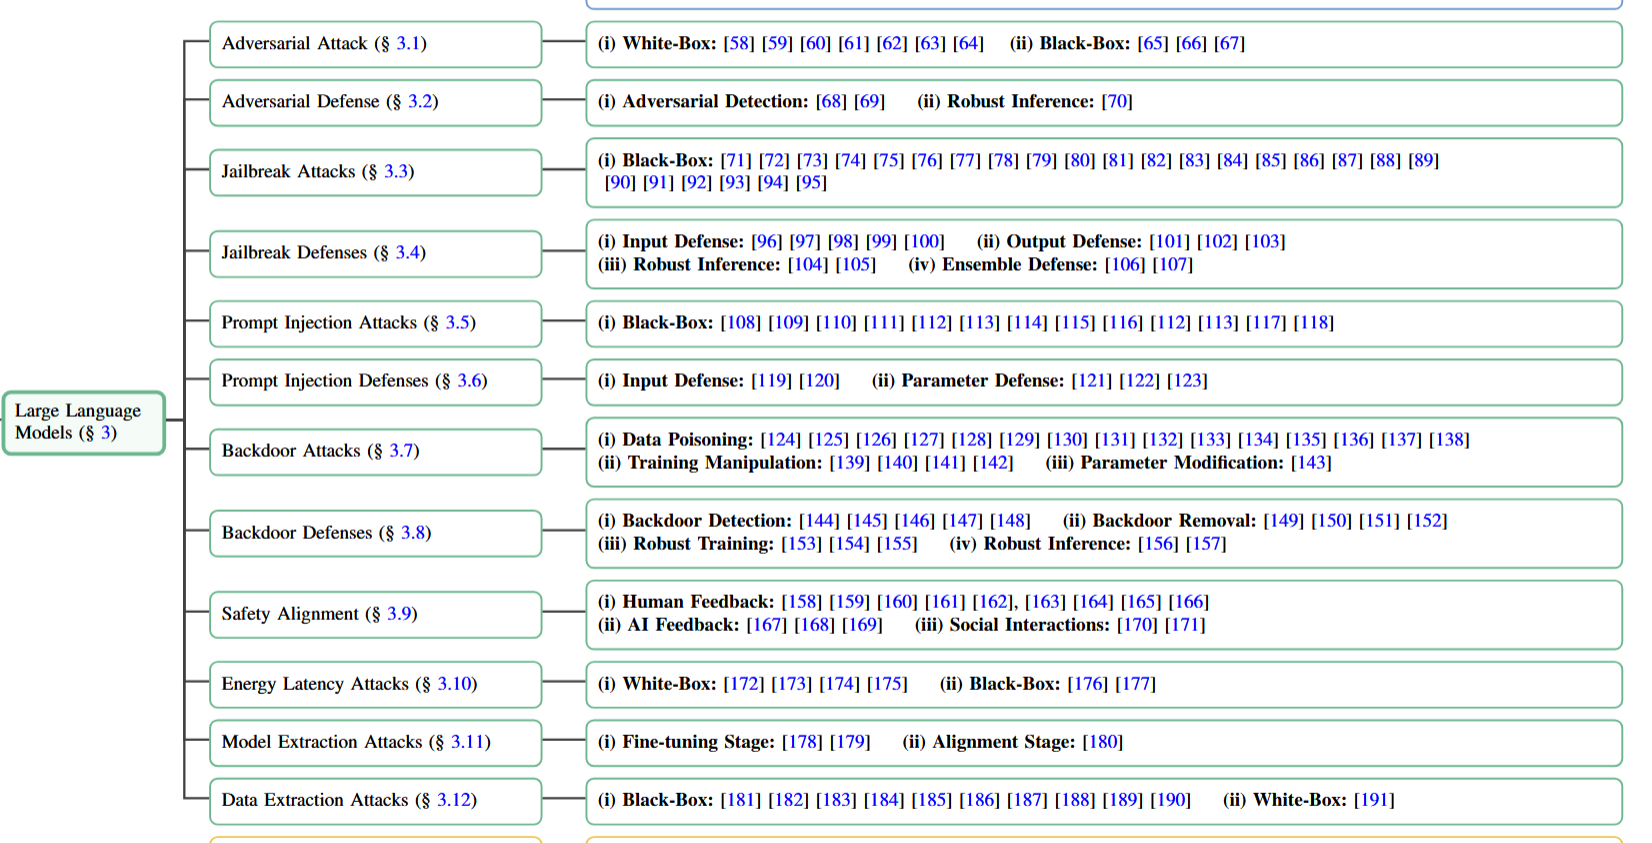 Adversarial Attack (§ 3.1)
(i) White-Box: [58] [59] [60] [61] [62] [63] [64] (ii) Black-Box: [65] [66] [67]
Adversarial Defense (§ 3.2)
(i) Adversarial Detection: [68] [69] (ii) Robust Inference: [70]
Jailbreak Attacks (§ 3.3)
(i) Black-Box: [71] [72] [73] [74] [75] [76] [77] [78] [79] [80] [81] [82] [83] [84] [85] [86] [87] [88] [89]
[90] [91] [92] [93] [94] [95]
Jailbreak Defenses (§ 3.4)
(i) Input Defense: [96] [97] [98] [99] [100] (ii) Output Defense: [101] [102] [103]
(iii) Robust Inference: [104] [105] (iv) Ensemble Defense: [106] [107]
Prompt Injection Attacks (§ 3.5)
(i) Black-Box: [108] [109] [110] [111] [112] [113] [114] [115] [116] [112] [113] [117] [118]
Prompt Injection Defenses (§ 3.6)
(i) Input Defense: [119] [120] (ii) Parameter Defense: [121] [122] [123]
Large Language
Models (§ 3)
Backdoor Attacks (§ 3.7)
(i) Data Poisoning: [124] [125] [126] [127] [128] [129] [130] [131] [132] [133] [134] [135] [136] [137] [138]
(ii) Training Manipulation: [139] [140] [141] [142] (iii) Parameter Modification: [143]
Backdoor Defenses (§ 3.8)
(i) Backdoor Detection: [144] [145] [146] [147] [148] (ii) Backdoor Removal: [149] [150] [151] [152]
(iii) Robust Training: [153] [154] [155] (iv) Robust Inference: [156] [157]
Safety Alignment (§ 3.9)
(i) Human Feedback: [158] [159] [160] [161] [162], [163] [164] [165] [166]
(ii) AI Feedback: [167] [168] [169] (iii) Social Interactions: [170] [171]
Energy Latency Attacks (§ 3.10)
(i) White-Box: [172] [173] [174] [175] (ii) Black-Box: [176] [177]
Model Extraction Attacks (§ 3.11)
(i) Fine-tuning Stage: [178] [179] (ii) Alignment Stage: [180]
Data Extraction Attacks (§ 3.12)
(i) Black-Box: [181] [182] [183] [184] [185] [186] [187] [188] [189] [190] (ii) White-Box: [191]